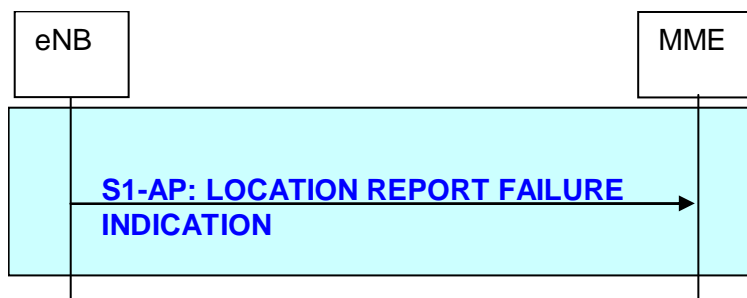 eNB
MME
S1-AP: LOCATION REPORT FAILURE
INDICATION